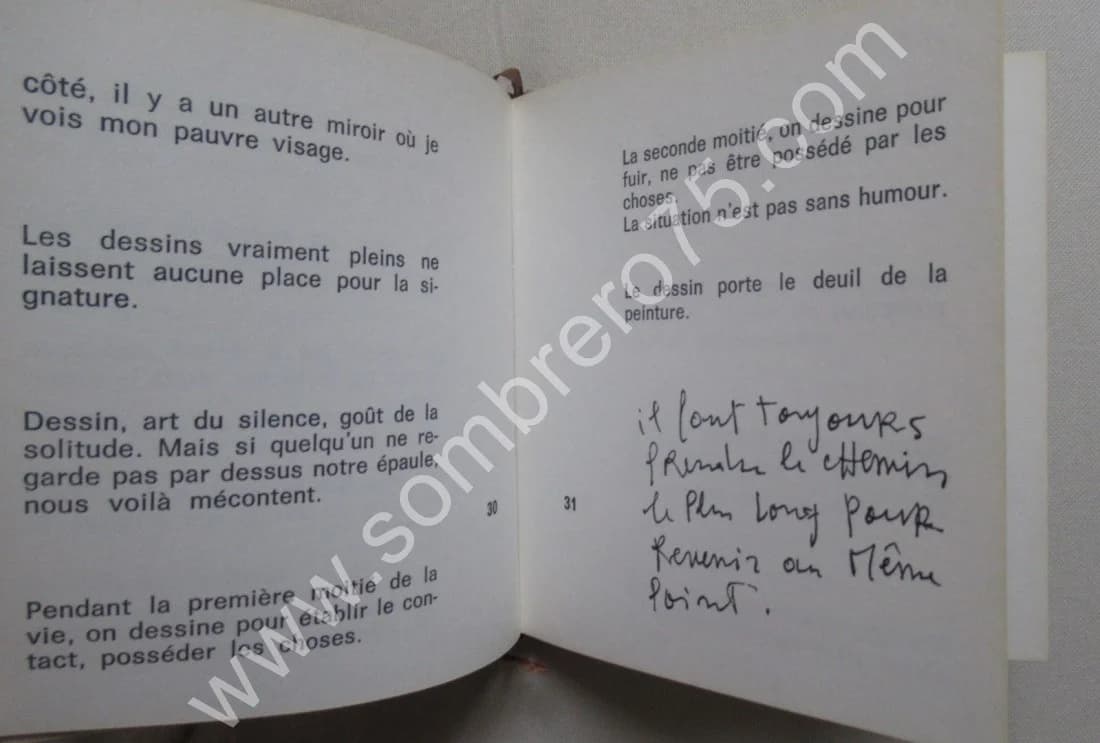 côté, il y a un autre miroir où je
vois mon pauvre visage.
Les dessins vraiment pleins ne
laissent aucune place pour la si-
gnature.
Dessin, art du silence, goût de la
solitude. Mais si quelqu'un ne re-
garde pas par dessus notre épaule,
nous voilà mécontent.
Pendant la première moitié de la
vie, on dessine pour établir le con-
tact, posséder les choses.
30
La seconde moitié, on dessine pour
fuir, ne pas être possédé par les
choses.
La situation n'est pas sans humour.
Le dessin porte le deuil de la
peinture.
il faut toujours
prendre le chemin
le plus long pour
Revenir au Même
point.
31
www.sombrero75.com